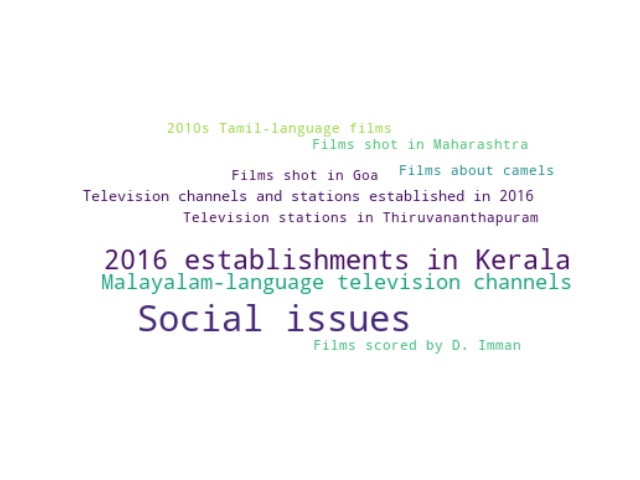 2010s Tamil-language films
Films shot in Maharashtra
Films about camels
Films shot in Goa
Television channels and stations established in 2016
Television stations in Thiruvananthapuram
2016 establishments in Kerala
Malayalam-language television channels
Social issues
Films scored by D. Imman